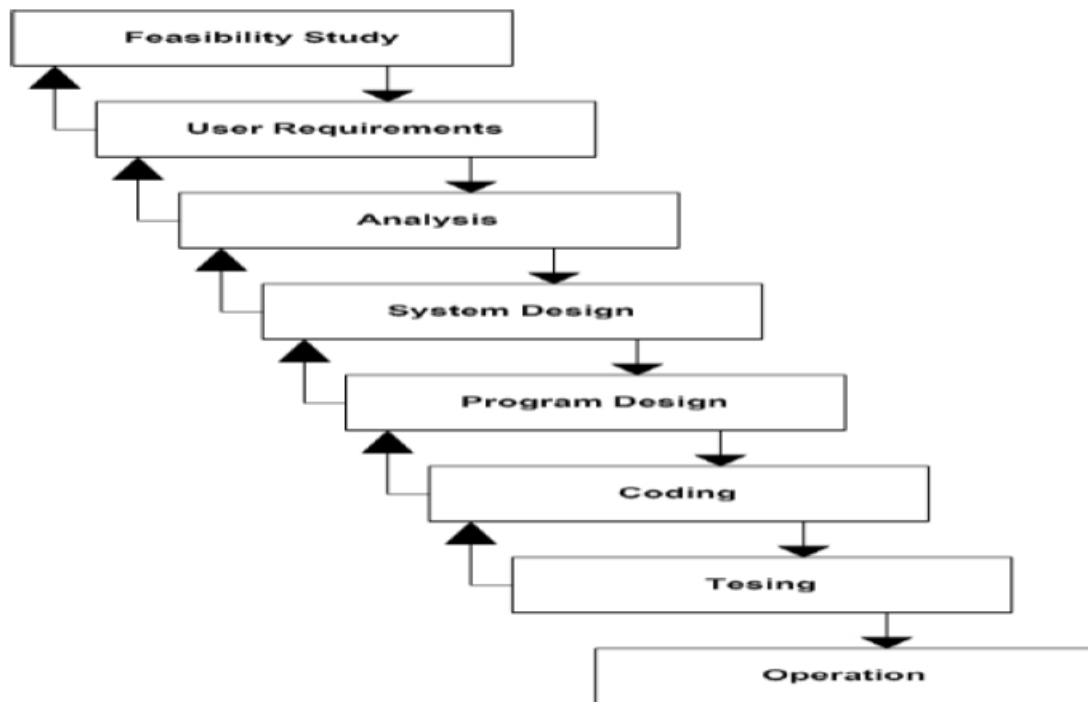 Feasibility Study
User Requirements
Analysis
System Design
Program Design
Coding
Tesing
Operation